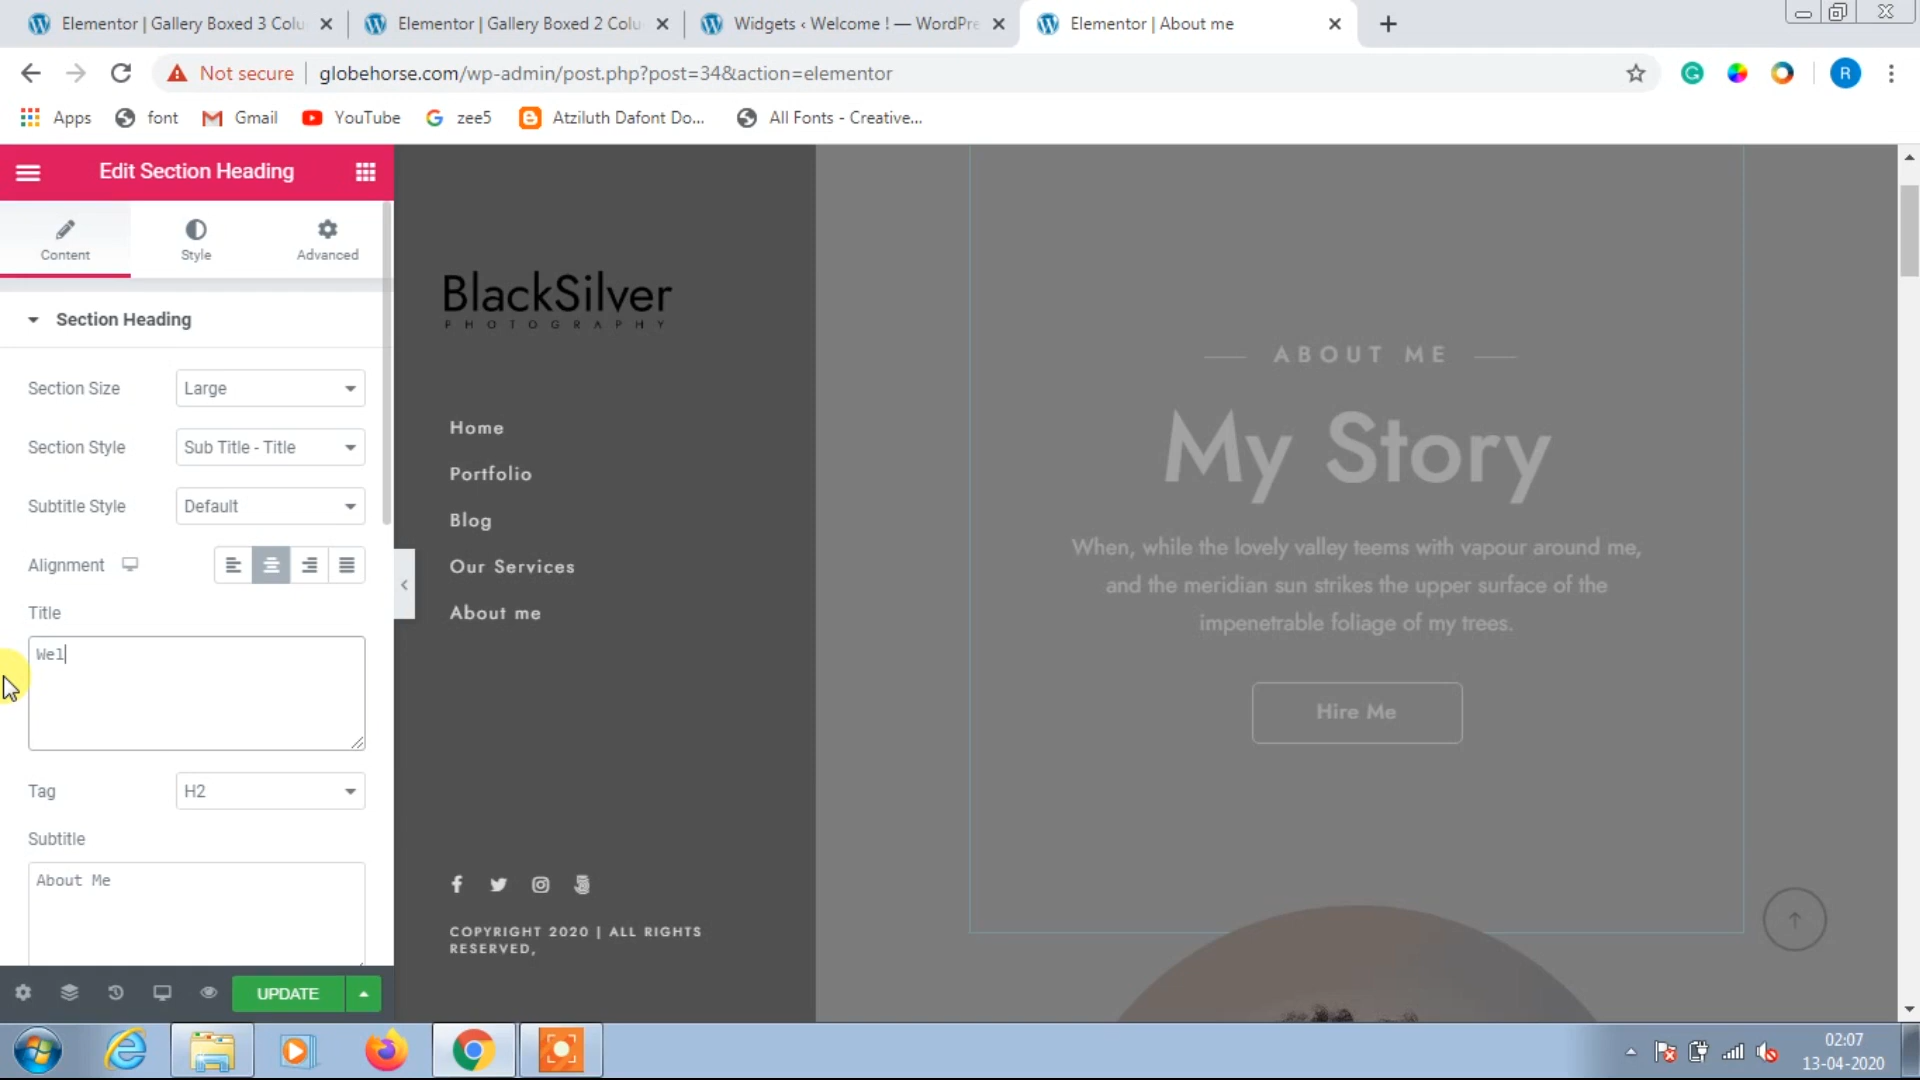 Elementor | Gallery Boxed 3 Colu
Elementor | Gallery Boxed 2 Colu
Widgets ‹ Welcome ! — WordPre
Elementor | About me
Not secure
globehorse.com/wp-admin/post.php?post=34&action=elementor
R
Apps
font
Gmail
YouTube
zee5
Atziluth Dafont Do...
All Fonts - Creative...
Edit Section Heading
Content
Style
Advanced
Section Heading
Section Size
Large
Section Style
Sub Title - Title
Subtitle Style
Default
Alignment
Title
Wel
Tag
H2
Subtitle
About Me
UPDATE
BlackSilver
PHOTOGRAPHY
Home
Portfolio
Blog
Our Services
About me
COPYRIGHT 2020 | ALL RIGHTS
RESERVED,
ABOUT ME
My Story
When, while the lovely valley teems with vapour around me,
and the meridian sun strikes the upper surface of the
impenetrable foliage of my trees.
Hire Me
02:07
13-04-2020